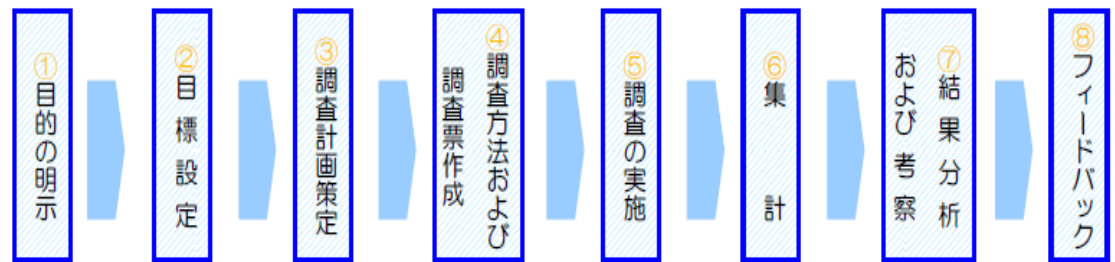 ①目的の明示
②目標設定
③調査計画策定
④調査方法および
調査票作成
⑤調査の実施
⑥集計
⑦結果分析
および考察
⑧フィードバック